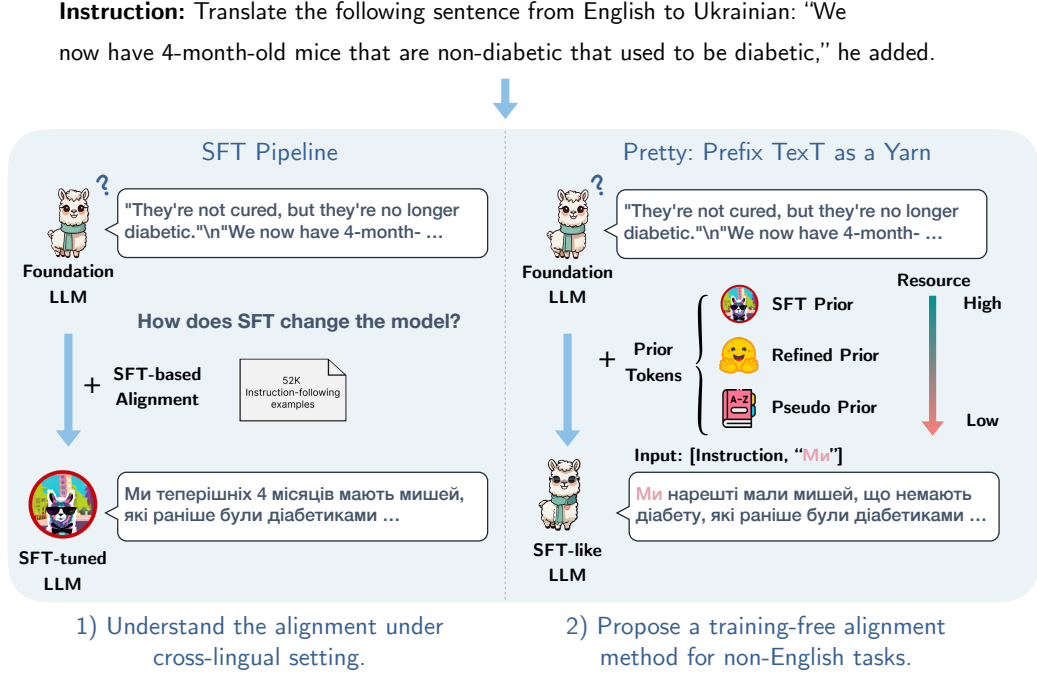 Instruction: Translate the following sentence from English to Ukrainian: “We
now have 4-month-old mice that are non-diabetic that used to be diabetic,” he added.
SFT Pipeline
?
"They're not cured, but they're no longer
diabetic."\n"We now have 4-month- ...
Foundation
LLM
How does SFT change the model?
+
SFT-based
Alignment
52K
Instruction-following
examples
Ми теперішніх 4 місяців мають мишей,
які раніше були діабетиками ...
SFT-tuned
LLM
Pretty: Prefix TexT as a Yarn
?
"They're not cured, but they're no longer
diabetic."\n"We now have 4-month- ...
Foundation
LLM
+
Prior
Tokens
SFT Prior
Refined Prior
A-Z
Pseudo Prior
Resource
High
Low
Input: [Instruction, “Ми”]
Ми нарешті мали мишей, що немають
діабету, які раніше були діабетиками ...
SFT-like
LLM
1) Understand the alignment under
cross-lingual setting.
2) Propose a training-free alignment
method for non-English tasks.